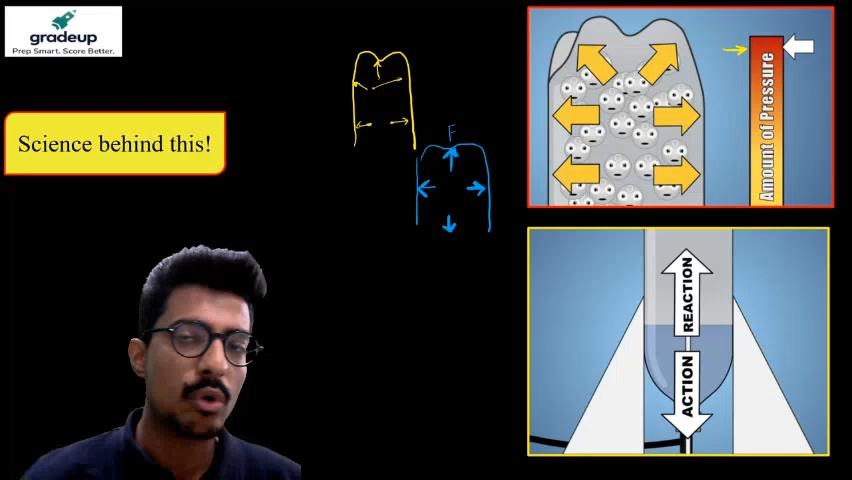 gradeup
Prep Smart. Score Better.
Science behind this!
F
Amount of Pressure
REACTION
ACTION